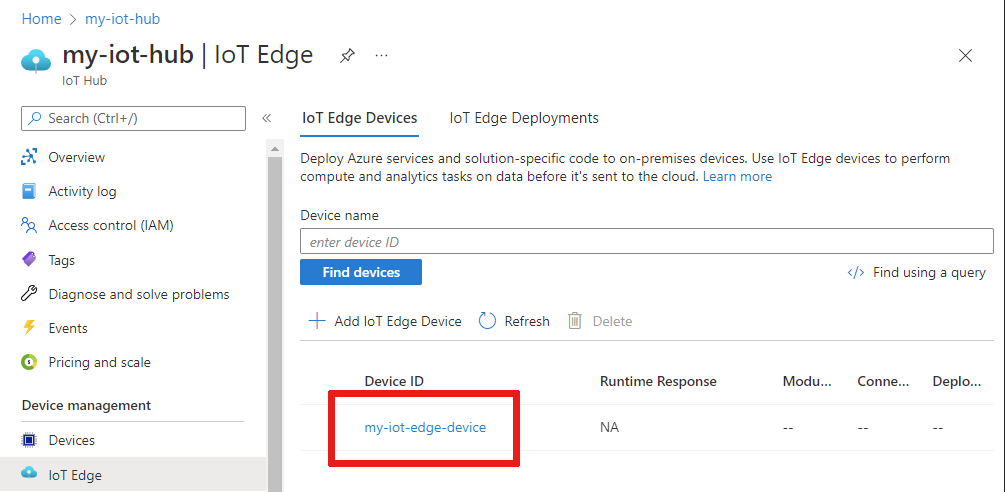 Home > my-iot-hub
my-iot-hub | IoT Edge ...
IoT Hub
Search (Ctrl+/)
«
Overview
Activity log
Access control (IAM)
Tags
Diagnose and solve problems
Events
Pricing and scale
Device management
Devices
IoT Edge
IoT Edge Devices IoT Edge Deployments
Deploy Azure services and solution-specific code to on-premises devices. Use IoT Edge devices to perform
compute and analytics tasks on data before it's sent to the cloud. Learn more
Device name
enter device ID
Find devices </> Find using a query
Add IoT Edge Device Refresh Delete
Device ID Runtime Response Modu... Conne... Deplo...
my-iot-edge-device NA -- -- --